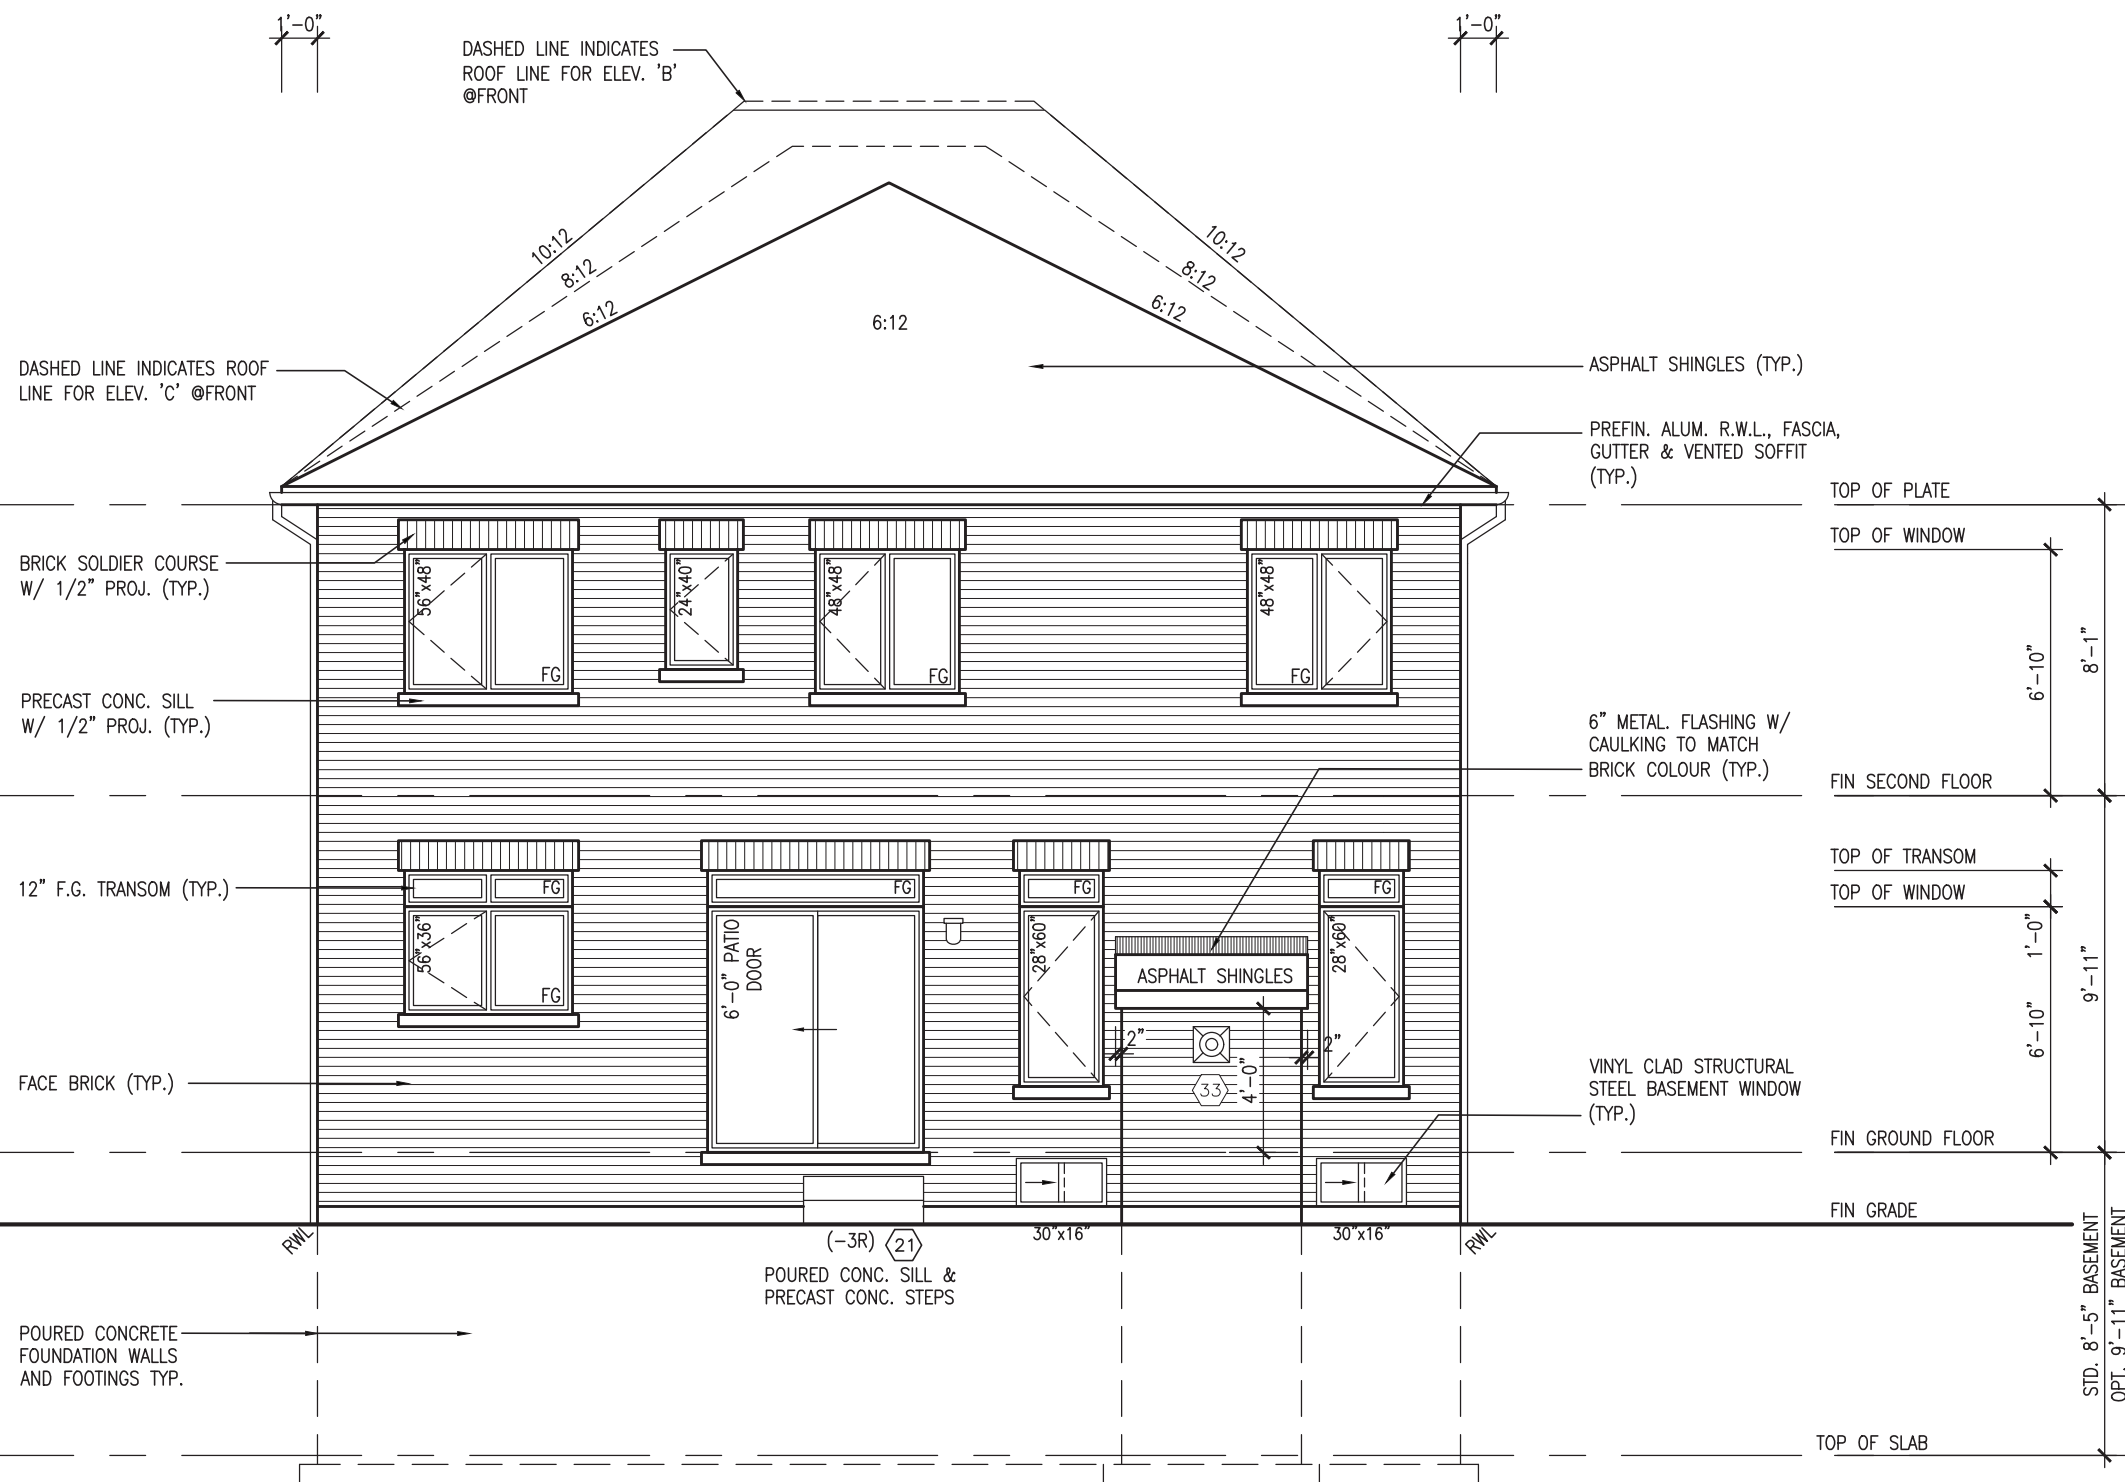 1'-0"
1'-0"
DASHED LINE INDICATES
ROOF LINE FOR ELEV. 'B'
@FRONT
10:12
8:12
6:12
6:12
10:12
8:12
6:12
DASHED LINE INDICATES ROOF
LINE FOR ELEV. 'C' @FRONT
ASPHALT SHINGLES (TYP.)
PREFIN. ALUM. R.W.L., FASCIA,
GUTTER & VENTED SOFFIT
(TYP.)
TOP OF PLATE
TOP OF WINDOW
BRICK SOLDIER COURSE
W/ 1/2" PROJ. (TYP.)
56"x48"
FG
24"x40"
48"x48"
FG
48"x48"
FG
6'-10"
8'-1"
PRECAST CONC. SILL
W/ 1/2" PROJ. (TYP.)
6" METAL. FLASHING W/
CAULKING TO MATCH
BRICK COLOUR (TYP.)
FIN SECOND FLOOR
TOP OF TRANSOM
TOP OF WINDOW
12" F.G. TRANSOM (TYP.)
FG
FG
FG
FG
56"x36"
FG
6'-0" PATIO
DOOR
28"x60"
28"x60"
ASPHALT SHINGLES
2"
2"
33
4'-0"
1'-0"
6'-10"
9'-11"
FACE BRICK (TYP.)
VINYL CLAD STRUCTURAL
STEEL BASEMENT WINDOW
(TYP.)
FIN GROUND FLOOR
FIN GRADE
RWL
(-3R) 21
30"x16"
30"x16"
RWL
POURED CONC. SILL &
PRECAST CONC. STEPS
POURED CONCRETE
FOUNDATION WALLS
AND FOOTINGS TYP.
STD. 8'-5" BASEMENT
OPT. 9'-11" BASEMENT
TOP OF SLAB